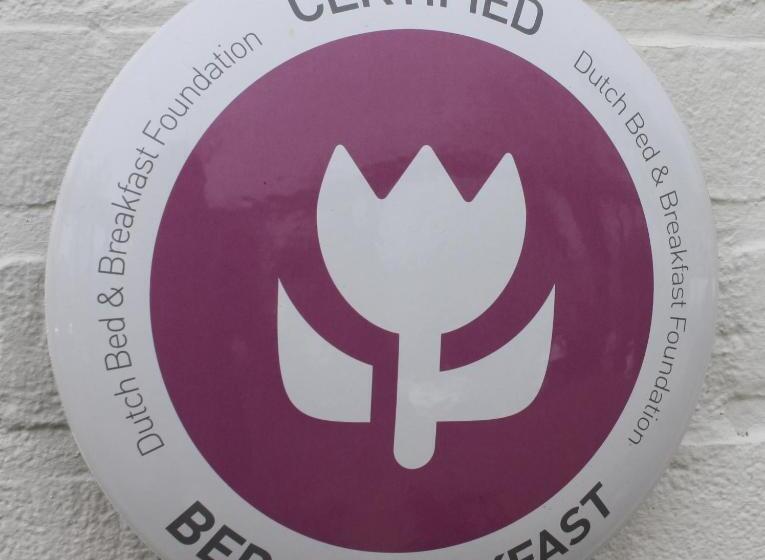 CERTIFIED
Dutch Bed & Breakfast Foundation
Dutch Bed & Breakfast Foundation